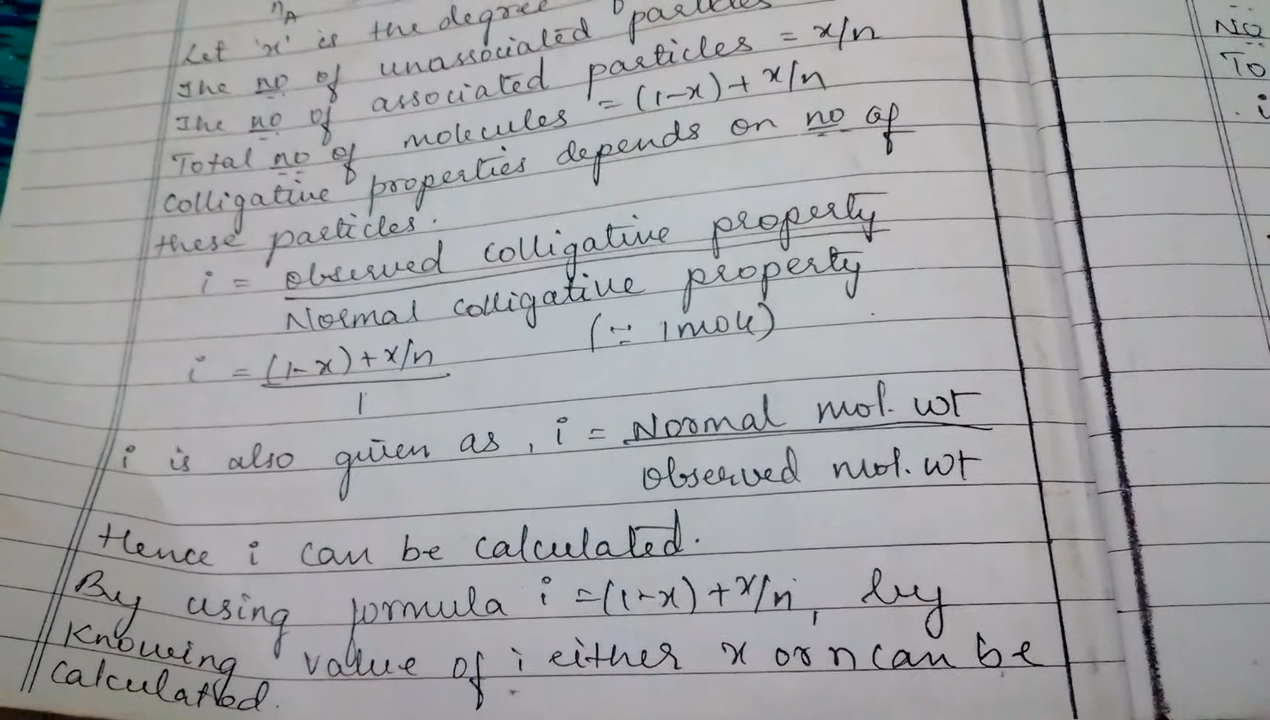 nA
Let 'x' is the degree
The no of unassociated particles
The no of associated particles = x/n
Total no of molecules = (1-x) + x/n
colligative properties depends on no of
these particles.
i = observed colligative property
Normal colligative property
(= 1mole)
i = (1-x) + x/n
1
i is also given as, i = Normal mol. wt
observed mol. wt
Hence i can be calculated.
By using formula i = (1-x) + x/n, by
knowing value of i either x or n can be
calculated.
NO
TO
i